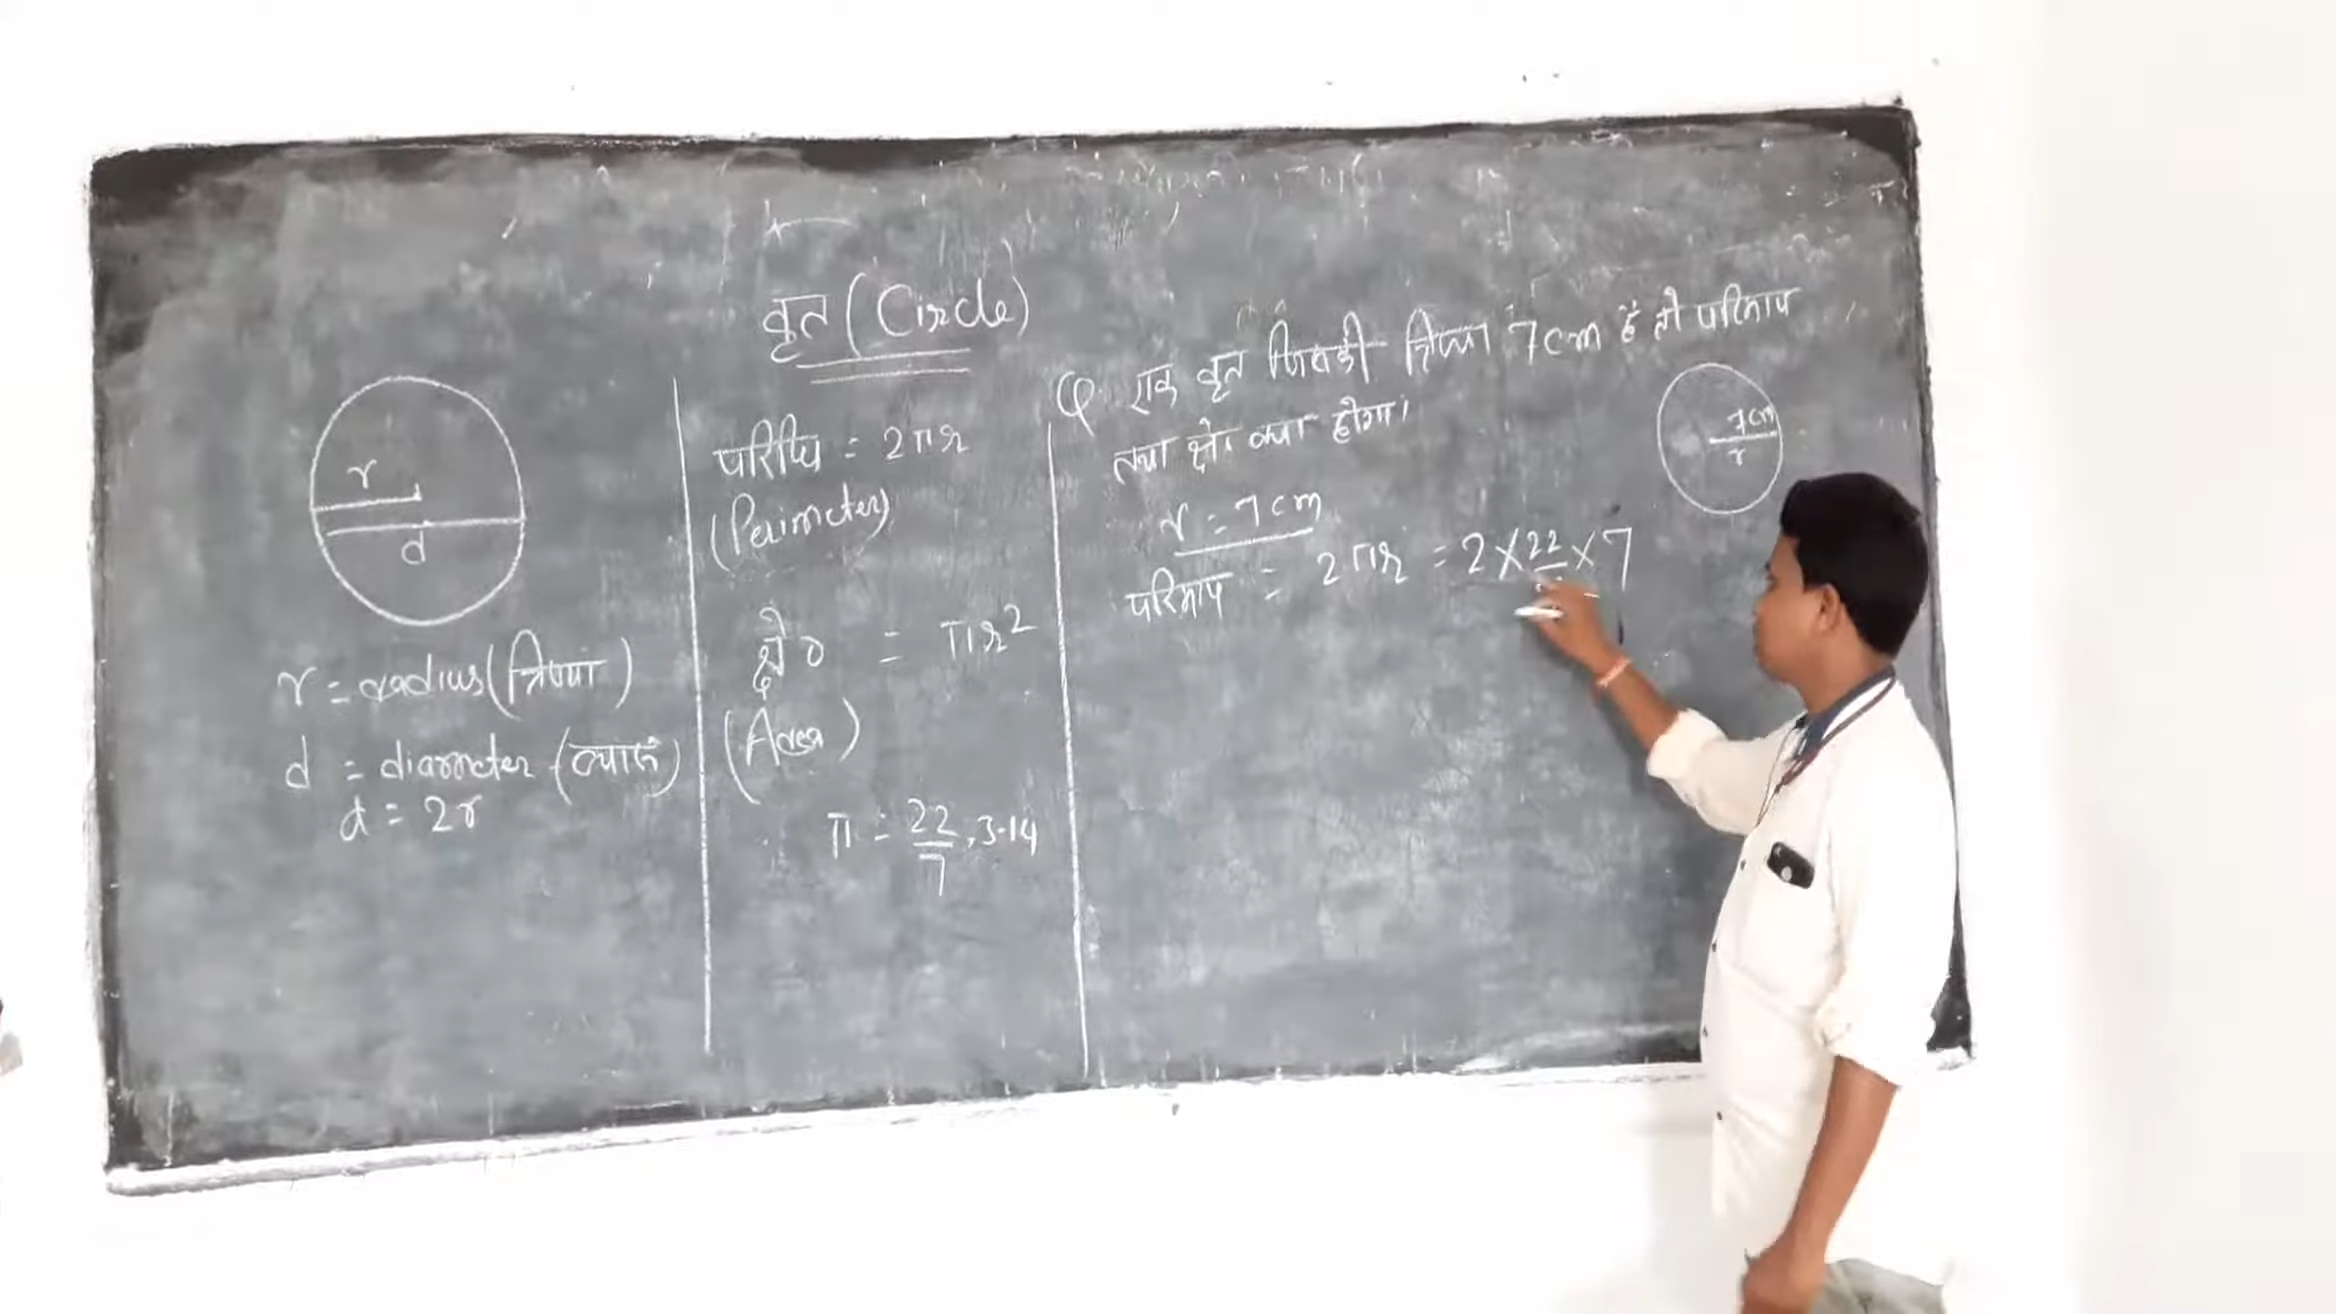 वृत (Circle)
r
d
r = radius (त्रिज्या)
d = diameter (व्यास)
d = 2r
परिधि = 2πr
(Perimeter)
क्षे० = πr²
(Area)
π = 22/7, 3.14
Q. एक वृत जिसकी त्रिज्या 7cm है तो परिमाप
तथा क्षे० क्या होगा।
7cm
r
r = 7cm
परिमाप = 2πr = 2 × 22/ × 7